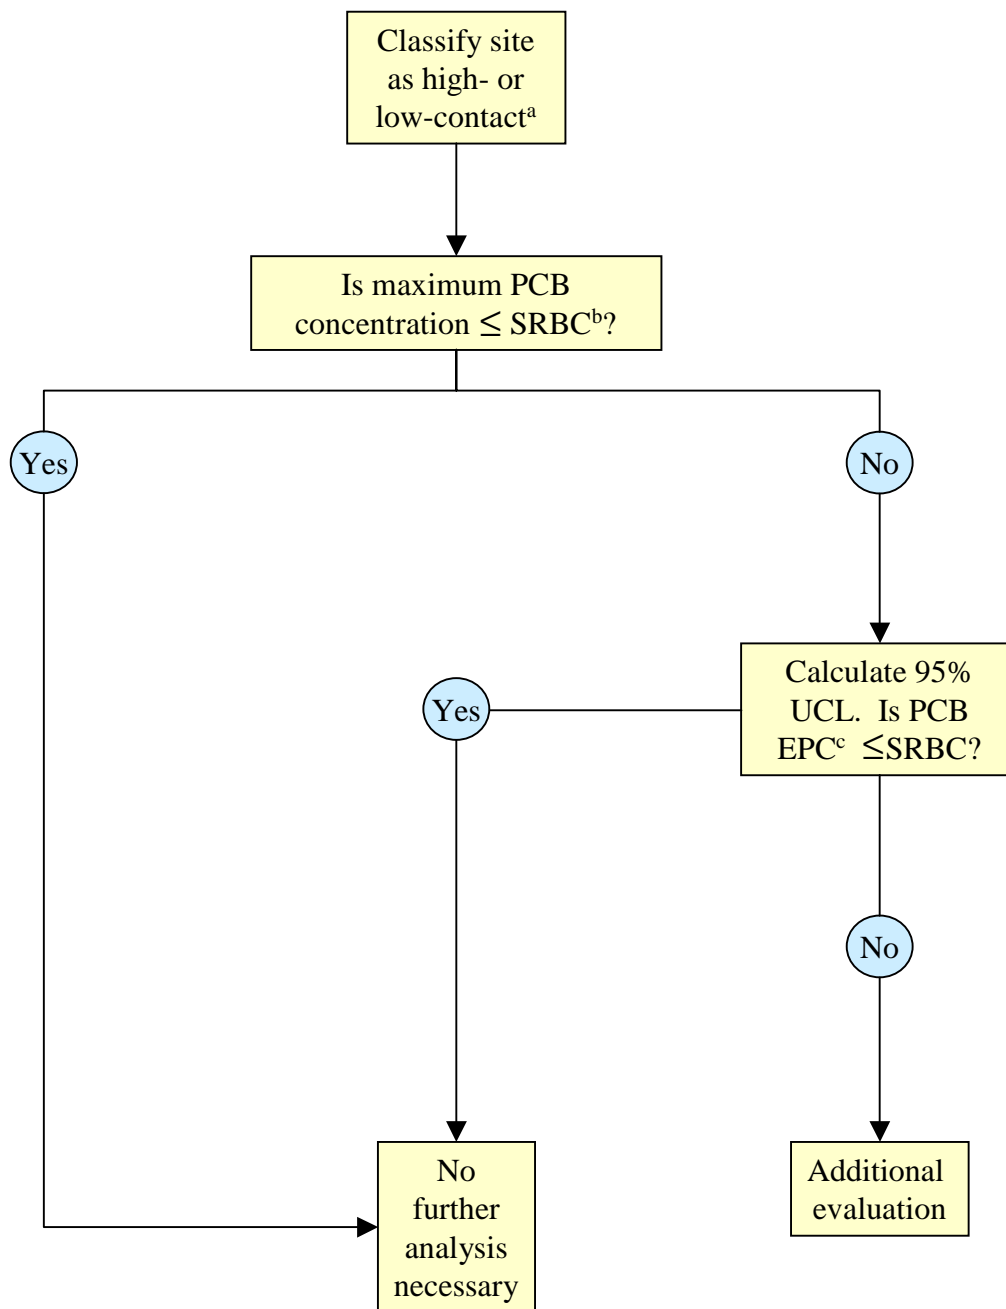 Classify site
as high- or
low-contactᵃ
Is maximum PCB
concentration ≤ SRBCᵇ?
Yes
No
Calculate 95%
UCL. Is PCB
EPCᶜ ≤SRBC?
Yes
No
No
further
analysis
necessary
Additional
evaluation